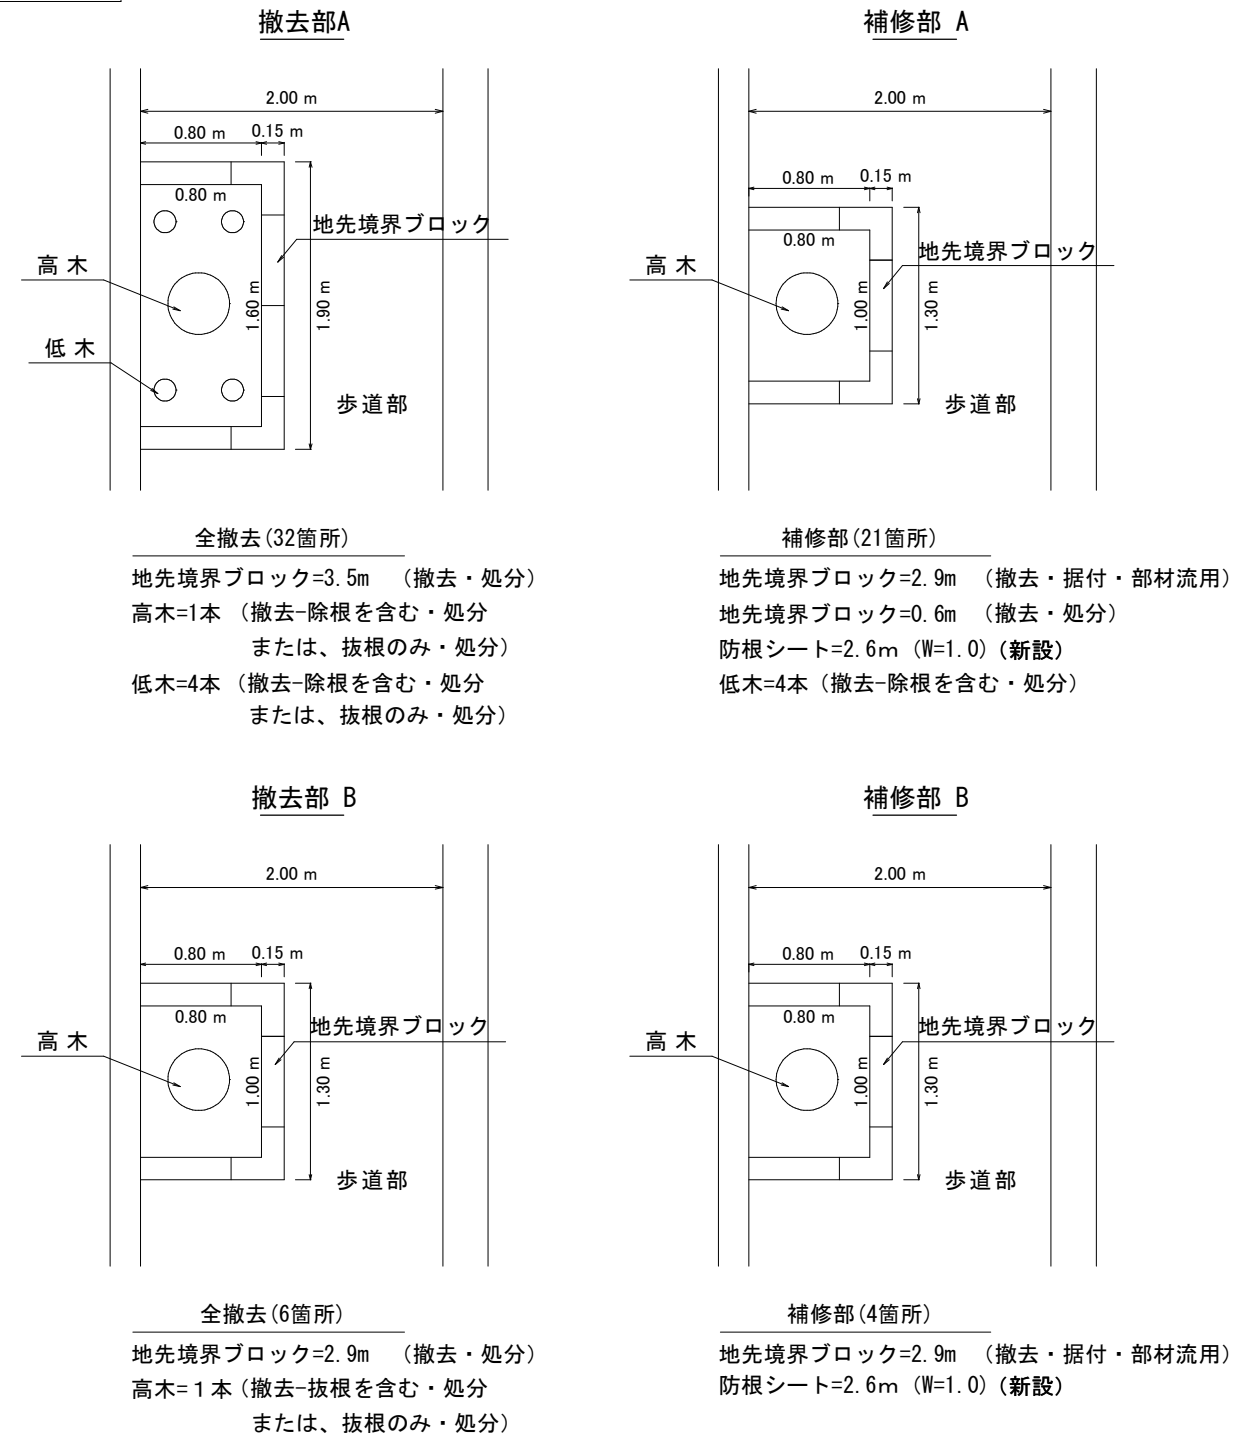 撤去部A
2.00 m
0.80 m
0.15 m
0.80 m
地先境界ブロック
高木
1.60 m
1.90 m
低木
歩道部
全撤去(32箇所)
地先境界ブロック=3.5m (撤去・処分)
高木=1本 (撤去-除根を含む・処分
または、抜根のみ・処分)
低木=4本 (撤去-除根を含む・処分
または、抜根のみ・処分)
補修部 A
2.00 m
0.80 m
0.15 m
0.80 m
地先境界ブロック
高木
1.00 m
1.30 m
歩道部
補修部(21箇所)
地先境界ブロック=2.9m (撤去・据付・部材流用)
地先境界ブロック=0.6m (撤去・処分)
防根シート=2.6m (W=1.0)(新設)
低木=4本 (撤去-除根を含む・処分)
撤去部 B
2.00 m
0.80 m
0.15 m
0.80 m
地先境界ブロック
高木
1.00 m
1.30 m
歩道部
全撤去(6箇所)
地先境界ブロック=2.9m (撤去・処分)
高木=１本 (撤去-抜根を含む・処分
または、抜根のみ・処分)
補修部 B
2.00 m
0.80 m
0.15 m
0.80 m
地先境界ブロック
高木
1.00 m
1.30 m
歩道部
補修部(4箇所)
地先境界ブロック=2.9m (撤去・据付・部材流用)
防根シート=2.6m (W=1.0)(新設)